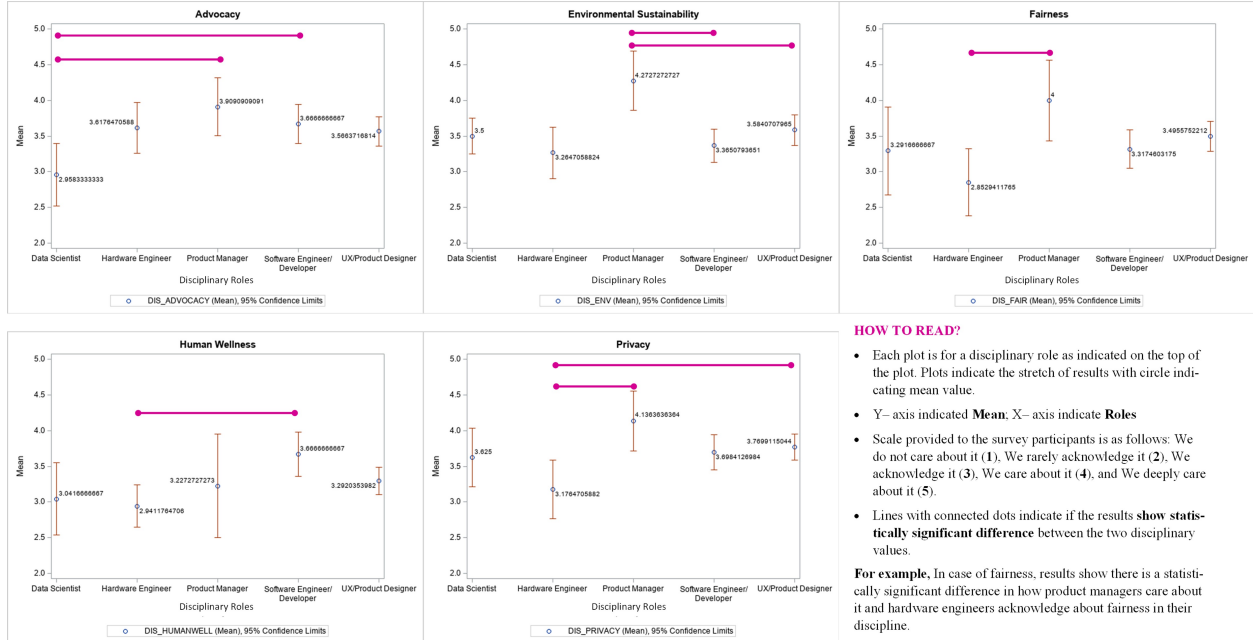 Advocacy
5.0
4.5
4.0
3.5
3.0
2.5
2.0
Mean
2.9583333333
3.6176470588
3.9090909091
3.6666666667
3.5663716814
Data Scientist
Hardware Engineer
Product Manager
Software Engineer/
Developer
UX/Product Designer
Disciplinary Roles
DIS_ADVOCACY (Mean), 95% Confidence Limits
Environmental Sustainability
5.0
4.5
4.0
3.5
3.0
2.5
2.0
Mean
3.5
3.2647058824
4.2727272727
3.3650793651
3.5840707965
Data Scientist
Hardware Engineer
Product Manager
Software Engineer/
Developer
UX/Product Designer
Disciplinary Roles
DIS_ENV (Mean), 95% Confidence Limits
Fairness
5.0
4.5
4.0
3.5
3.0
2.5
2.0
Mean
3.2916666667
2.8529411765
4
3.3174603175
3.4955752212
Data Scientist
Hardware Engineer
Product Manager
Software Engineer/
Developer
UX/Product Designer
Disciplinary Roles
DIS_FAIR (Mean), 95% Confidence Limits
Human Wellness
5.0
4.5
4.0
3.5
3.0
2.5
2.0
Mean
3.0416666667
2.9411764706
3.2272727273
3.6666666667
3.2920353982
Data Scientist
Hardware Engineer
Product Manager
Software Engineer/
Developer
UX/Product Designer
Disciplinary Roles
DIS_HUMANWELL (Mean), 95% Confidence Limits
Privacy
5.0
4.5
4.0
3.5
3.0
2.5
2.0
Mean
3.625
3.1764705882
4.1363636364
3.6984126984
3.7699115044
Data Scientist
Hardware Engineer
Product Manager
Software Engineer/
Developer
UX/Product Designer
Disciplinary Roles
DIS_PRIVACY (Mean), 95% Confidence Limits
HOW TO READ?
• Each plot is for a disciplinary role as indicated on the top of
the plot. Plots indicate the stretch of results with circle indi-
cating mean value.
• Y– axis indicated Mean; X– axis indicate Roles
• Scale provided to the survey participants is as follows: We
do not care about it (1), We rarely acknowledge it (2), We
acknowledge it (3), We care about it (4), and We deeply care
about it (5).
• Lines with connected dots indicate if the results show statis-
tically significant difference between the two disciplinary
values.
For example, In case of fairness, results show there is a statisti-
cally significant difference in how product managers care about
it and hardware engineers acknowledge about fairness in their
discipline.